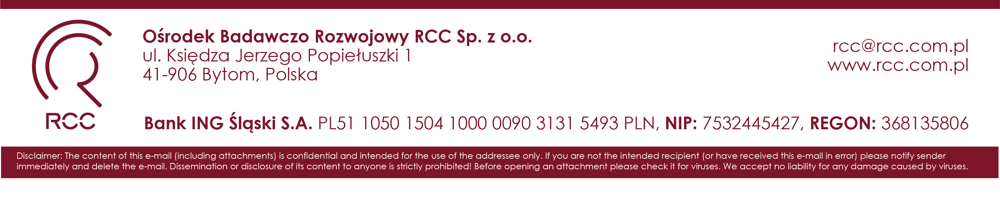 Ośrodek Badawczo Rozwojowy RCC Sp. z o.o.
ul. Księdza Jerzego Popiełuszki 1
41-906 Bytom, Polska
rcc@rcc.com.pl
www.rcc.com.pl
RCC
Bank ING Śląski S.A. PL51 1050 1504 1000 0090 3131 5493 PLN, NIP: 7532445427, REGON: 368135806
Disclaimer: The content of this e-mail (including attachments) is confidential and intended for the use of the addressee only. If you are not the intended recipient (or have received this e-mail in error) please notify sender
immediately and delete the e-mail. Dissemination or disclosure of its content to anyone is strictly prohibited! Before opening an attachment please check it for viruses. We accept no liability for any damage caused by viruses.